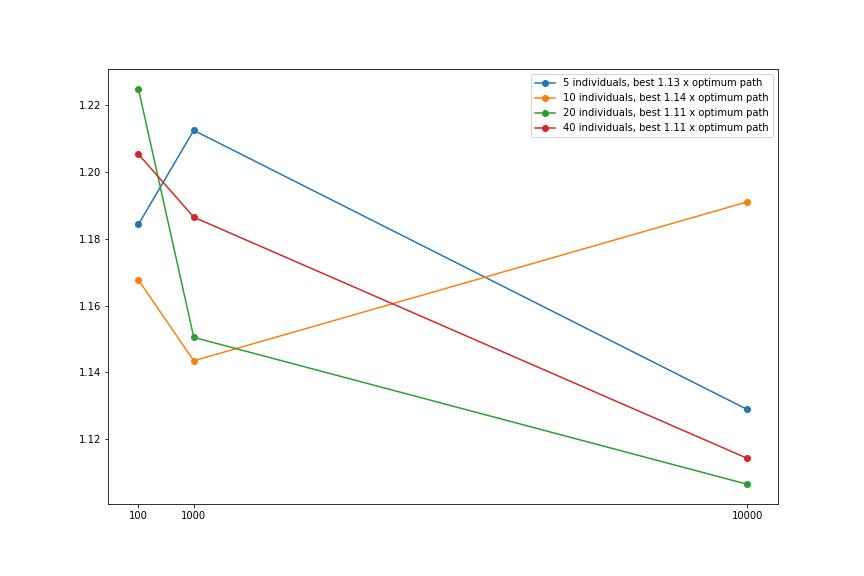 5 individuals, best 1.13 x optimum path
10 individuals, best 1.14 x optimum path
20 individuals, best 1.11 x optimum path
40 individuals, best 1.11 x optimum path
1.22
1.20
1.18
1.16
1.14
1.12
100 1000 10000